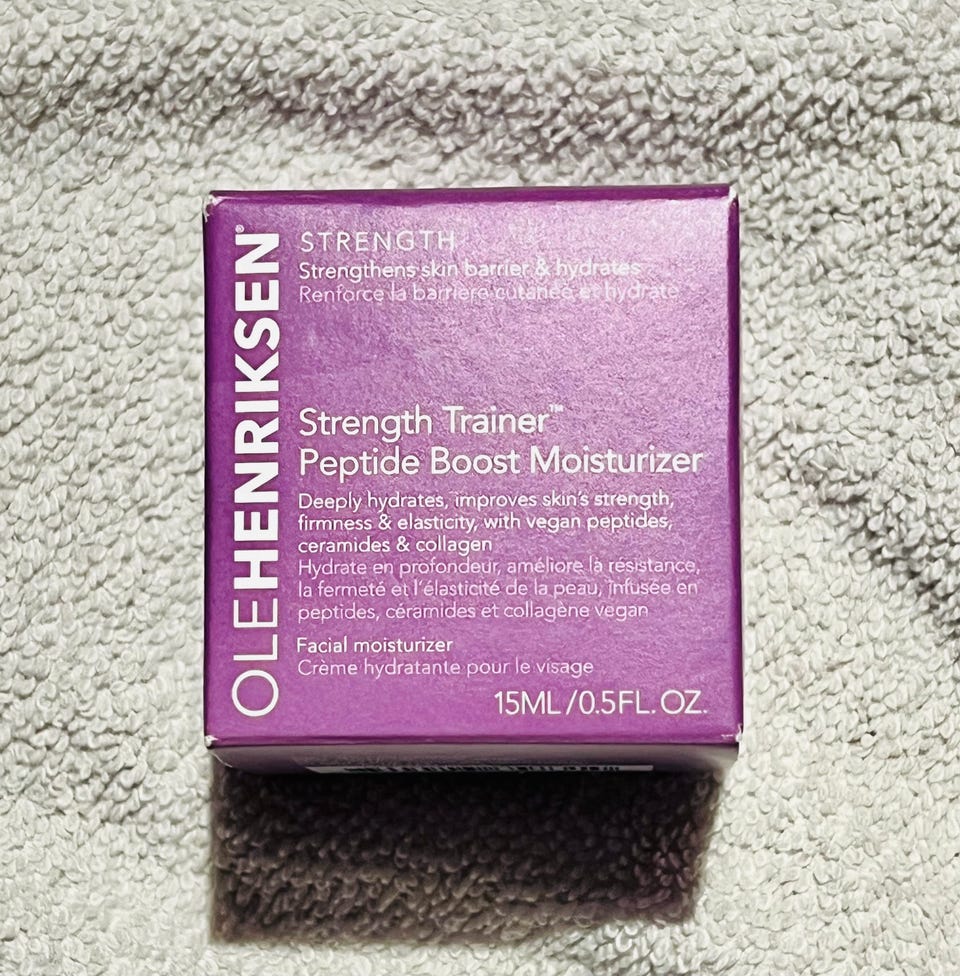 OLEHENRIKSEN®
STRENGTH
Strengthens skin barrier & hydrates
Renforce la barrière cutanée et hydrate
Strength Trainer™
Peptide Boost Moisturizer
Deeply hydrates, improves skin's strength,
firmness & elasticity, with vegan peptides,
ceramides & collagen
Hydrate en profondeur, améliore la résistance,
la fermeté et l'élasticité de la peau, infusée en
peptides, céramides et collagène vegan
Facial moisturizer
Crème hydratante pour le visage
15ML/0.5FL.OZ.